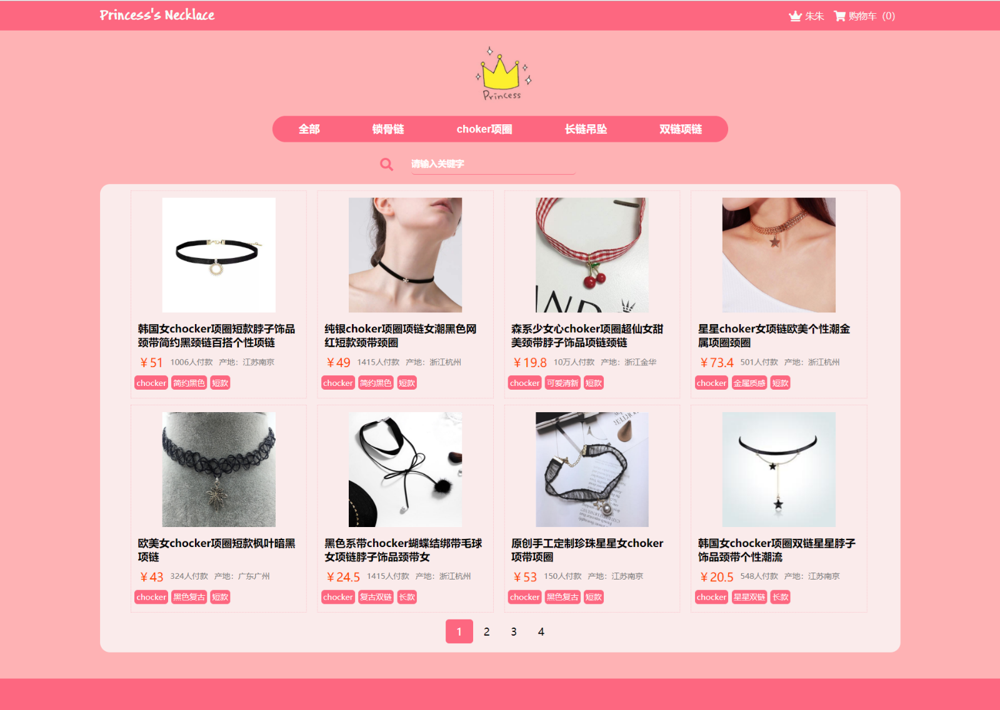 Princess's Necklace
朱朱 购物车（0）
Princess
全部 锁骨链 choker项圈 长链吊坠 双链项链
请输入关键字
韩国女chocker项圈短款脖子饰品
颈带简约黑颈链百搭个性项链
￥51 1006人付款 产地：江苏南京
chocker 简约黑色 短款
纯银choker项圈项链女潮黑色网
红短款颈带颈圈
￥49 1415人付款 产地：浙江杭州
chocker 简约黑色 短款
森系少女心choker项圈超仙女甜
美颈带脖子饰品项链颈链
￥19.8 10万人付款 产地：浙江金华
chocker 可爱清新 短款
星星choker女项链欧美个性潮金
属项圈颈圈
￥73.4 501人付款 产地：浙江杭州
chocker 金属质感 短款
欧美女chocker项圈短款枫叶暗黑
项链
￥43 324人付款 产地：广东广州
chocker 黑色复古 短款
黑色系带chocker蝴蝶结绑带毛球
女项链脖子饰品颈带女
￥24.5 1415人付款 产地：浙江杭州
chocker 复古双链 长款
原创手工定制珍珠星星女choker
项带项圈
￥53 150人付款 产地：江苏南京
chocker 黑色复古 短款
韩国女chocker项圈双链星星脖子
饰品颈带个性潮流
￥20.5 548人付款 产地：江苏南京
chocker 星星双链 长款
1 2 3 4